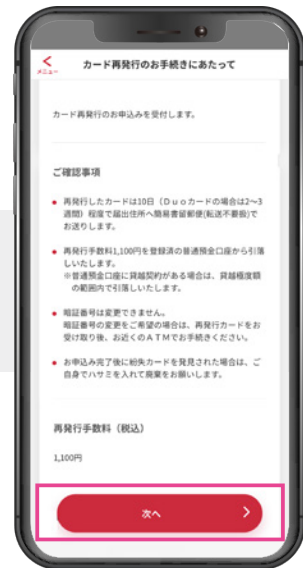 カード再発行のお手続きにあたって
メニュー
カード再発行のお申込みを受付します。
ご確認事項
● 再発行したカードは10日（Duoカードの場合は2〜3
週間）程度で届出住所へ簡易書留郵便(転送不要扱)で
お送りします。
● 再発行手数料1,100円を登録済の普通預金口座から引落
しいたします。
※普通預金口座に貸越契約がある場合は、貸越極度額
の範囲内で引落しいたします。
● 暗証番号は変更できません。
暗証番号の変更をご希望の場合は、再発行カードをお
受け取り後、お近くのＡＴＭでお手続きください。
● お申込み完了後に紛失カードを発見された場合は、ご
自身でハサミを入れて廃棄をお願いします。
再発行手数料（税込）
1,100円
次へ